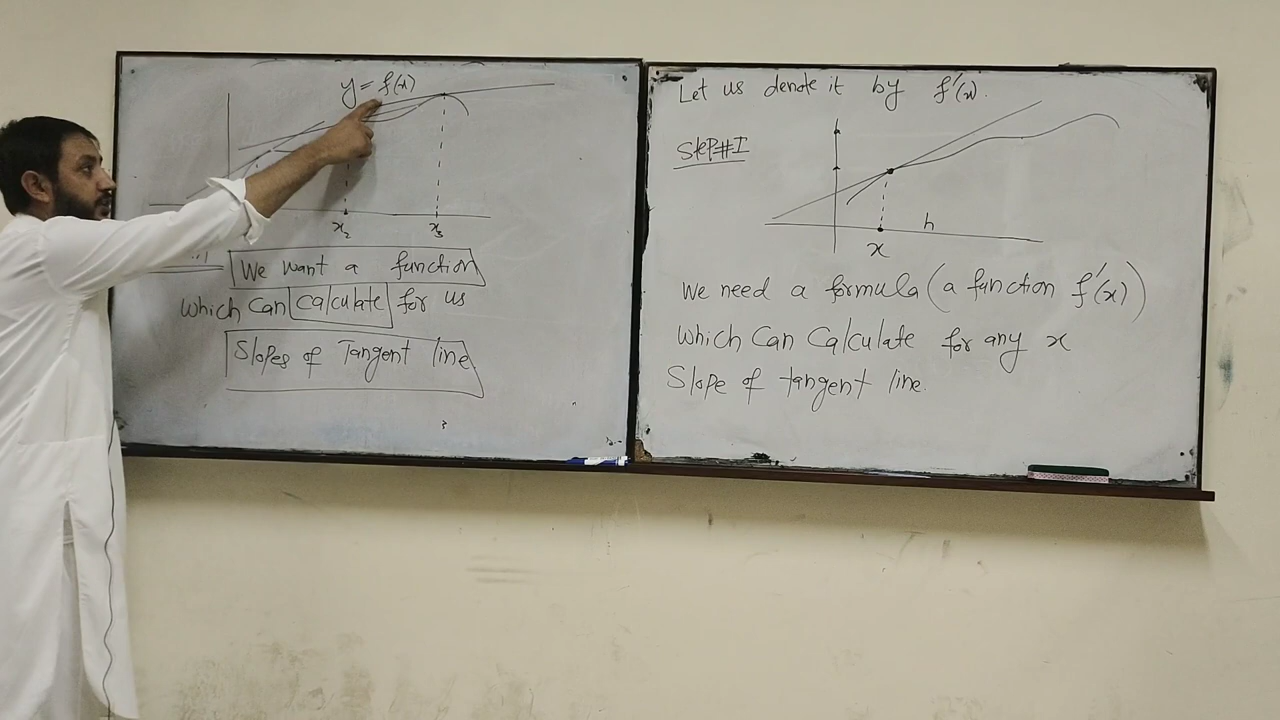 y = f(x)
x₂ x₃
We want a function
which can calculate for us
Slopes of Tangent line
Let us denote it by f'(x).
Step#I
h
x
We need a formula (a function f'(x))
which can calculate for any x
Slope of tangent line.